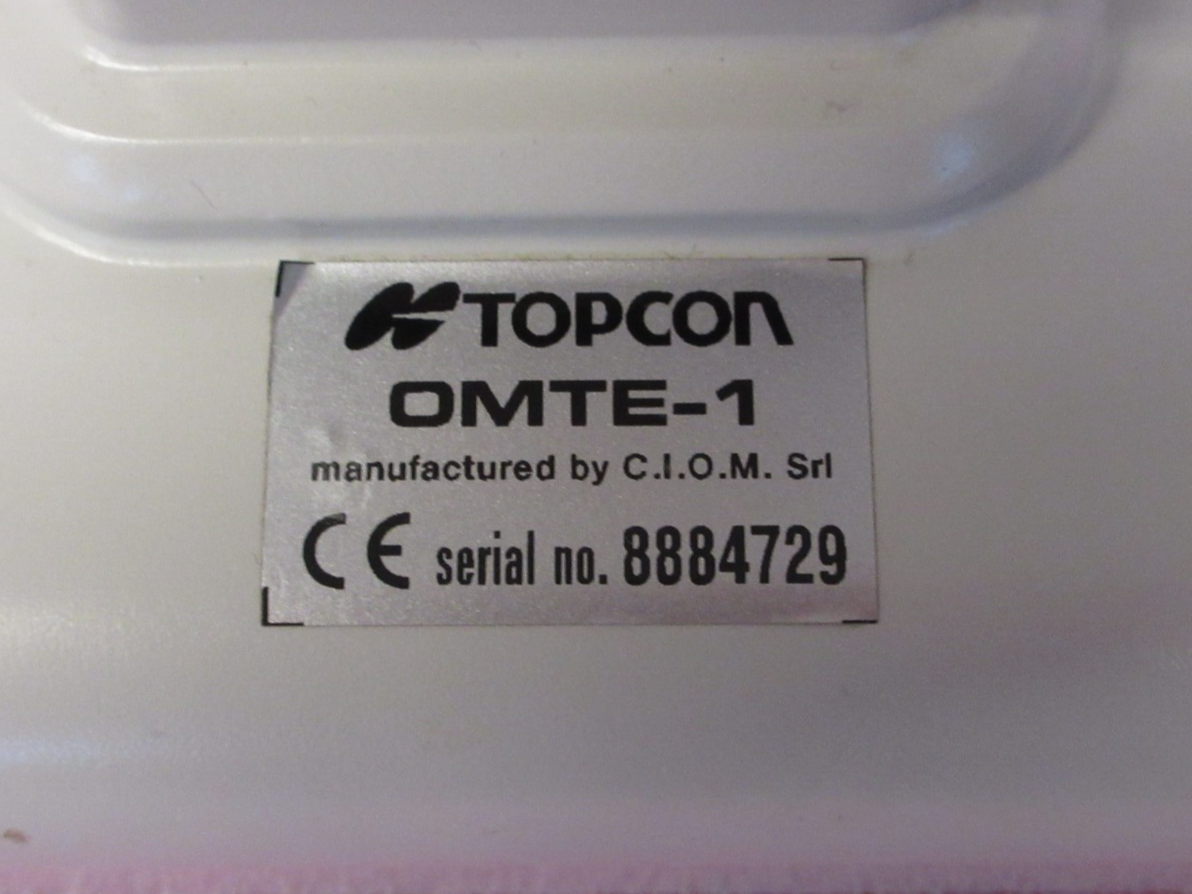 TOPCON
OMTE-1
manufactured by C.I.O.M. Srl
CE serial no. 8884729